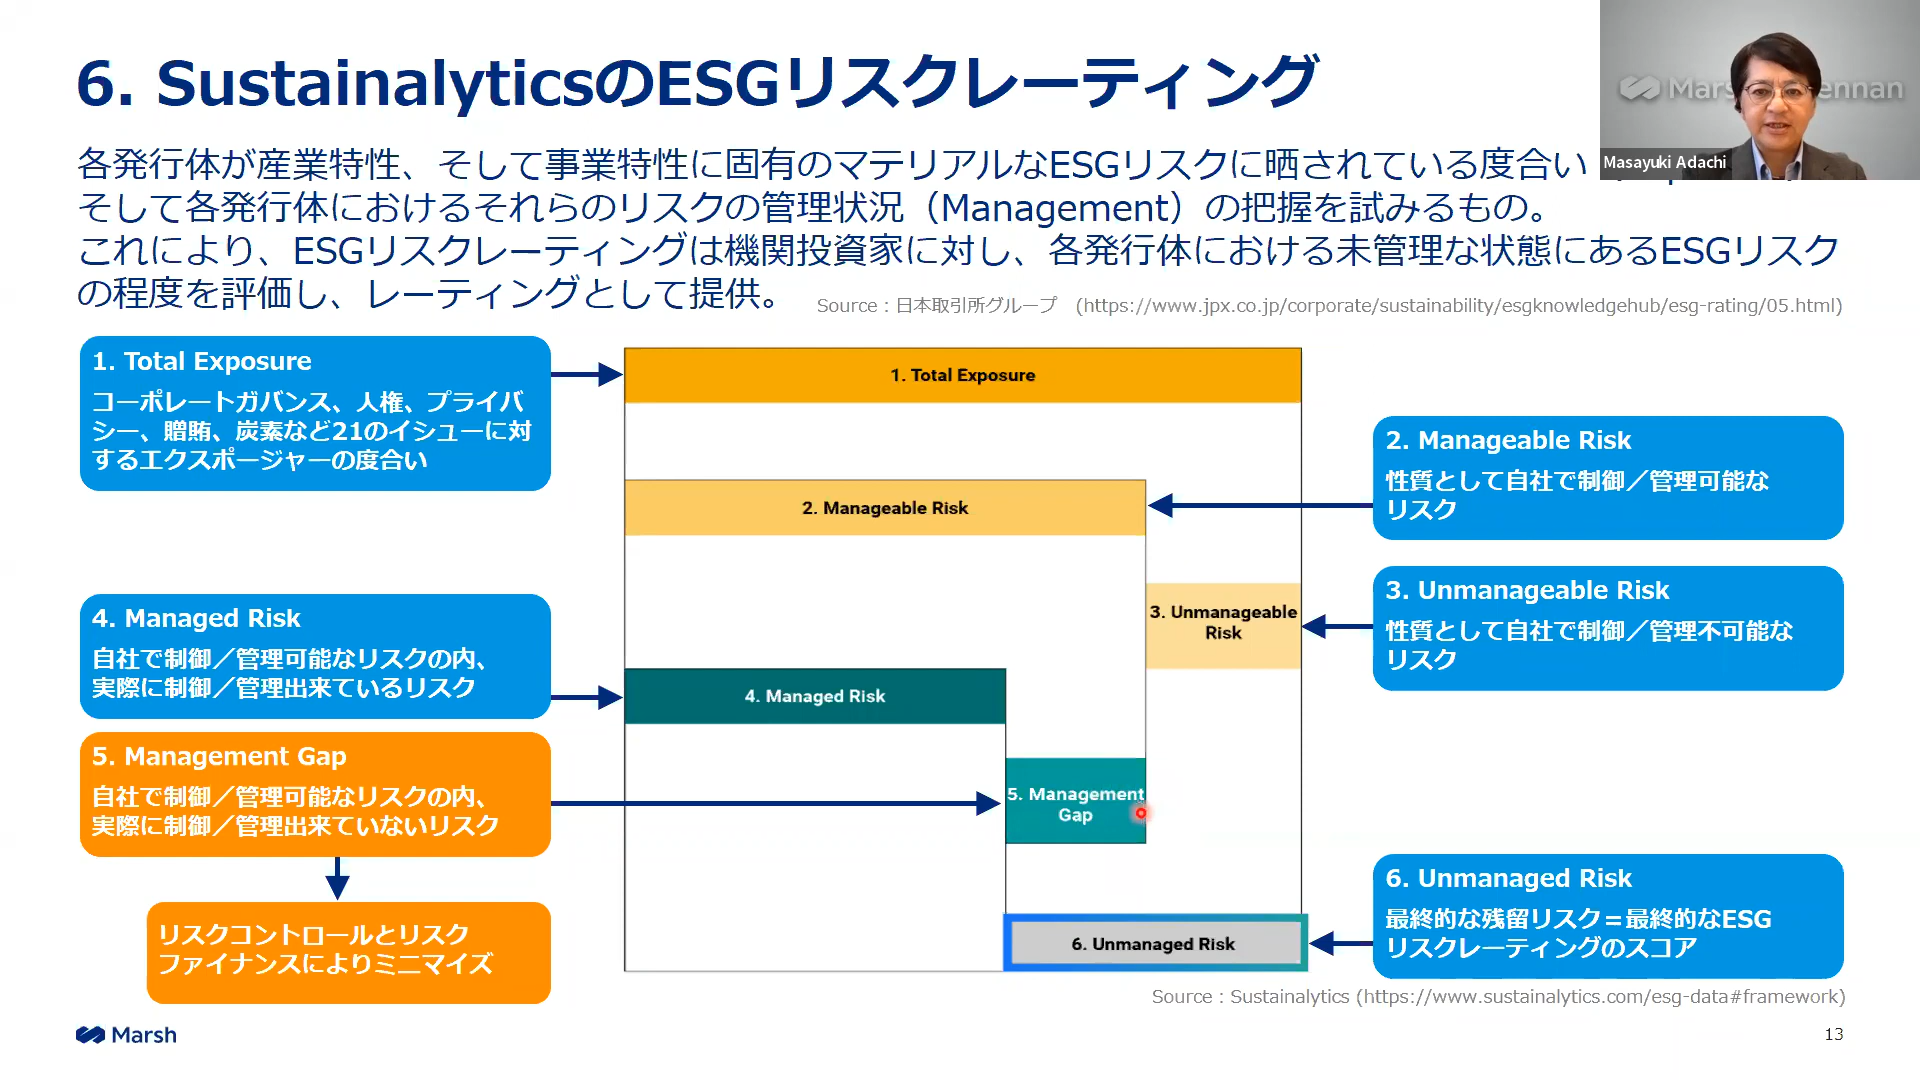 6. SustainalyticsのESGリスクレーティング
Masayuki Adachi
各発行体が産業特性、そして事業特性に固有のマテリアルなESGリスクに晒されている度合い
そして各発行体におけるそれらのリスクの管理状況（Management）の把握を試みるもの。
これにより、ESGリスクレーティングは機関投資家に対し、各発行体における未管理な状態にあるESGリスク
の程度を評価し、レーティングとして提供。
Source：日本取引所グループ （https://www.jpx.co.jp/corporate/sustainability/esgknowledgehub/esg-rating/05.html）
1. Total Exposure
コーポレートガバンス、人権、プライバ
シー、贈賄、炭素など21のイシューに対
するエクスポージャーの度合い
1. Total Exposure
2. Manageable Risk
性質として自社で制御／管理可能な
リスク
2. Manageable Risk
3. Unmanageable Risk
性質として自社で制御／管理不可能な
リスク
3. Unmanageable
Risk
4. Managed Risk
自社で制御／管理可能なリスクの内、
実際に制御／管理出来ているリスク
4. Managed Risk
5. Management Gap
自社で制御／管理可能なリスクの内、
実際に制御／管理出来ていないリスク
5. Management
Gap
リスクコントロールとリスク
ファイナンスによりミニマイズ
6. Unmanaged Risk
6. Unmanaged Risk
最終的な残留リスク＝最終的なESG
リスクレーティングのスコア
Source：Sustainalytics (https://www.sustainalytics.com/esg-data#framework)
Marsh
13